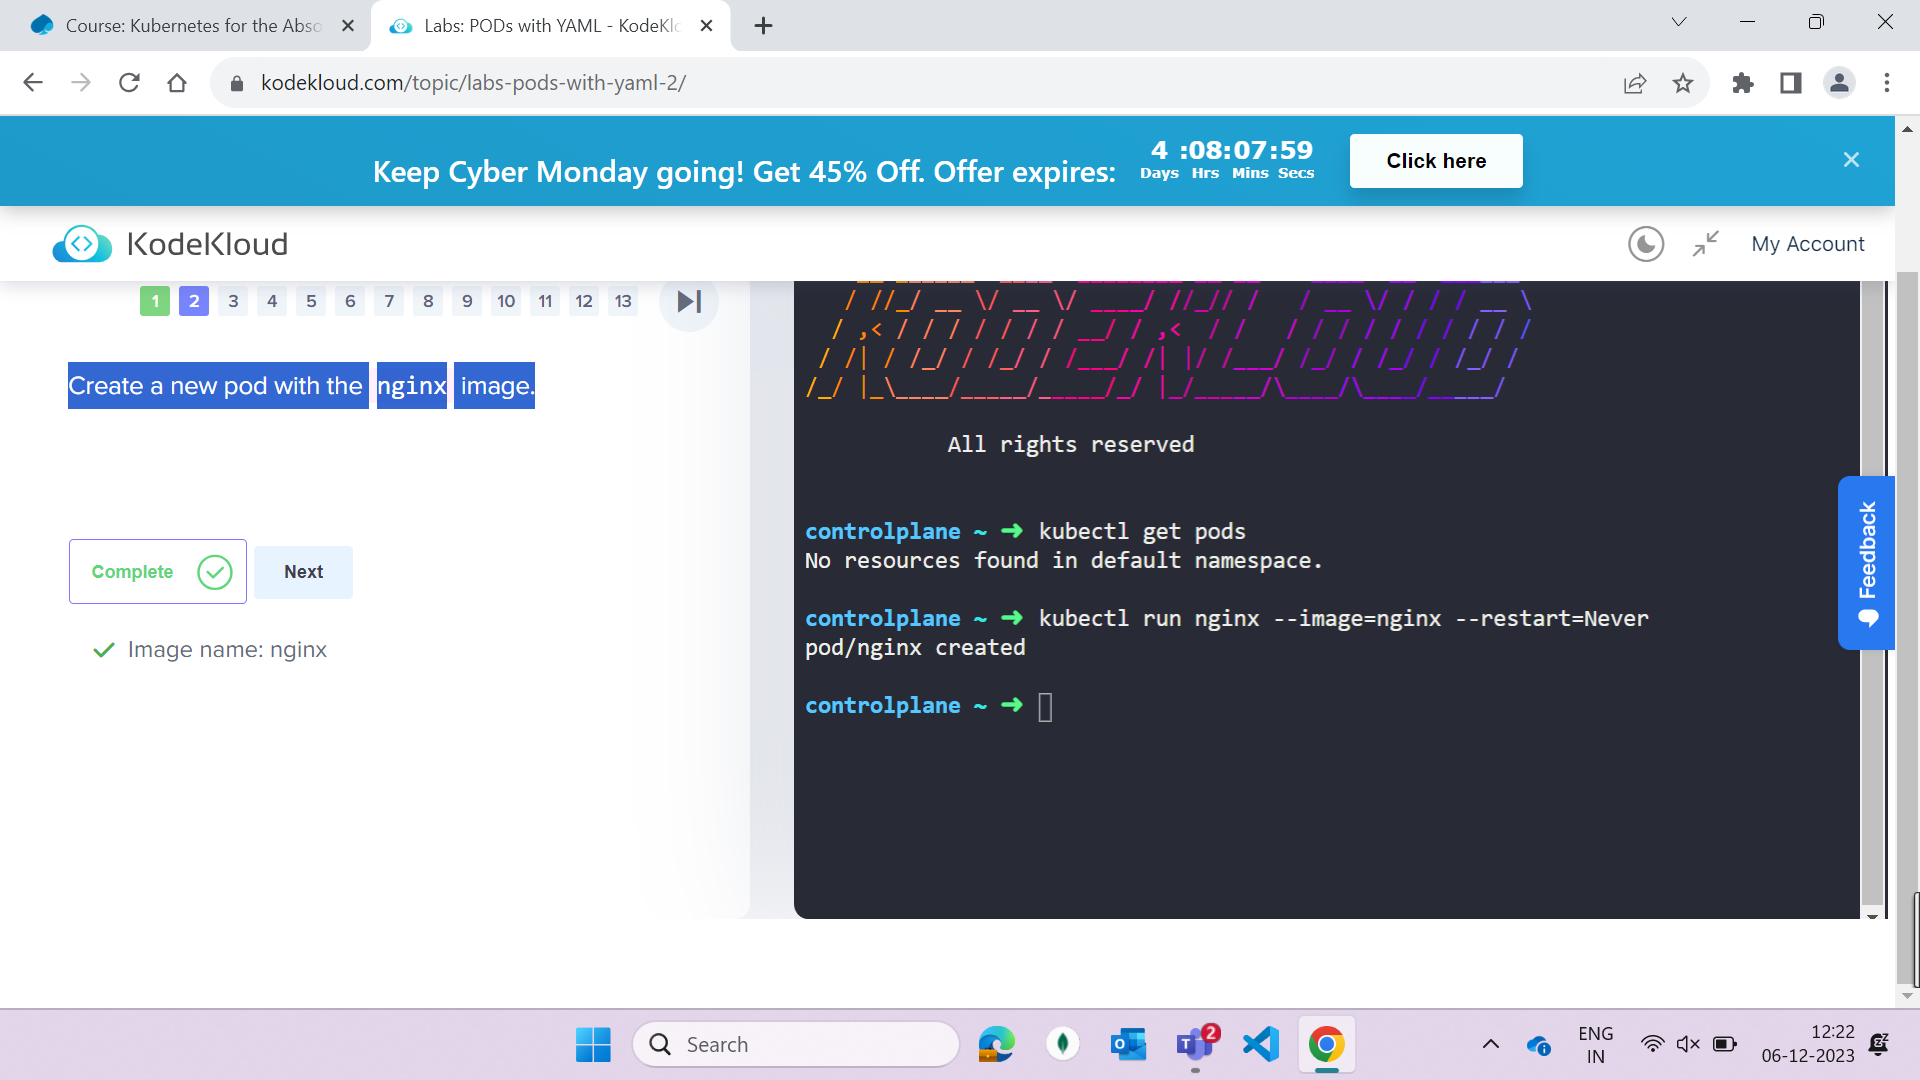 Course: Kubernetes for the Abso
Labs: PODs with YAML - KodeKlo
kodekloud.com/topic/labs-pods-with-yaml-2/
Keep Cyber Monday going! Get 45% Off. Offer expires:
4 :08:07:59
Days Hrs Mins Secs
Click here
KodeKloud
My Account
1 2 3 4 5 6 7 8 9 10 11 12 13
Create a new pod with the nginx image.
Complete
Next
Image name: nginx
All rights reserved
controlplane ~ ➜ kubectl get pods
No resources found in default namespace.
controlplane ~ ➜ kubectl run nginx --image=nginx --restart=Never
pod/nginx created
controlplane ~ ➜
Feedback
Search
2
ENG
IN
12:22
06-12-2023